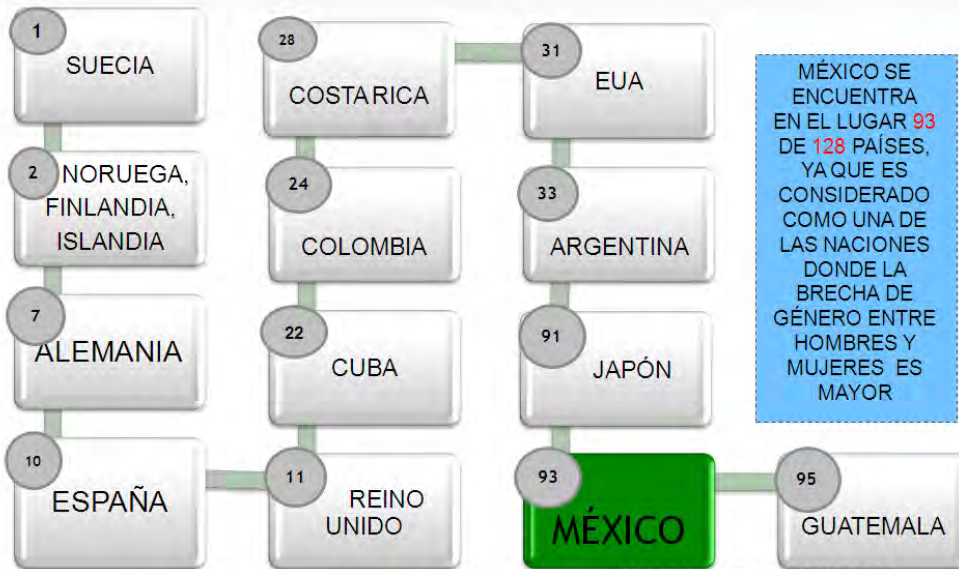 1
SUECIA
2
NORUEGA,
FINLANDIA,
ISLANDIA
7
ALEMANIA
10
ESPAÑA
11
REINO
UNIDO
22
CUBA
24
COLOMBIA
28
COSTA RICA
31
EUA
33
ARGENTINA
91
JAPÓN
93
MÉXICO
95
GUATEMALA
MÉXICO SE
ENCUENTRA
EN EL LUGAR 93
DE 128 PAÍSES,
YA QUE ES
CONSIDERADO
COMO UNA DE
LAS NACIONES
DONDE LA
BRECHA DE
GÉNERO ENTRE
HOMBRES Y
MUJERES ES
MAYOR